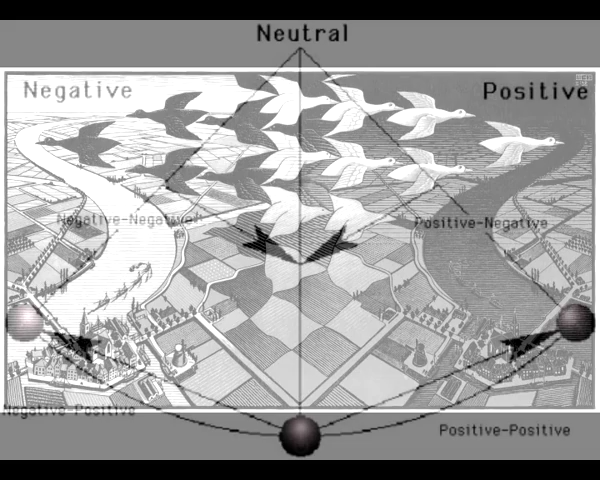 Neutral
Negative
Positive
Negative-Negative
Positive-Negative
Negative-Positive
Positive-Positive